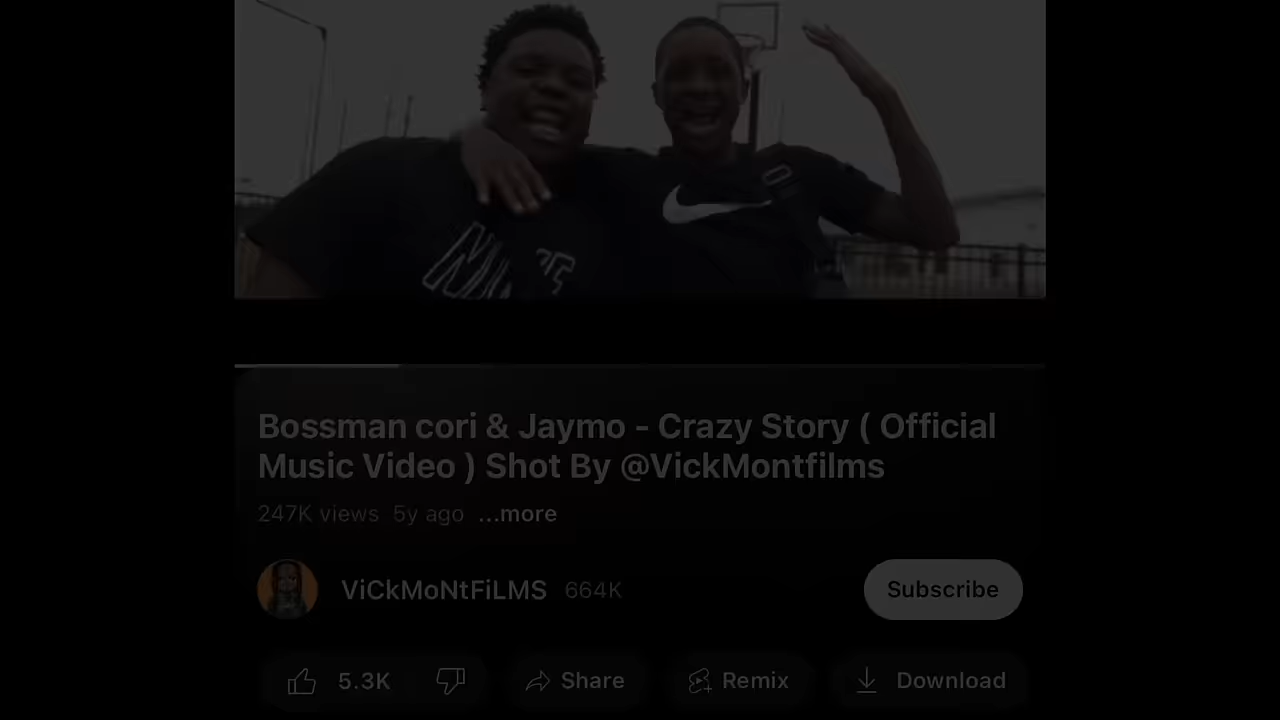 Bossman cori & Jaymo - Crazy Story ( Official
Music Video ) Shot By @VickMontfilms
247K views 5y ago ...more
ViCkMoNtFiLMS 664K
Subscribe
5.3K
Share
Remix
Download